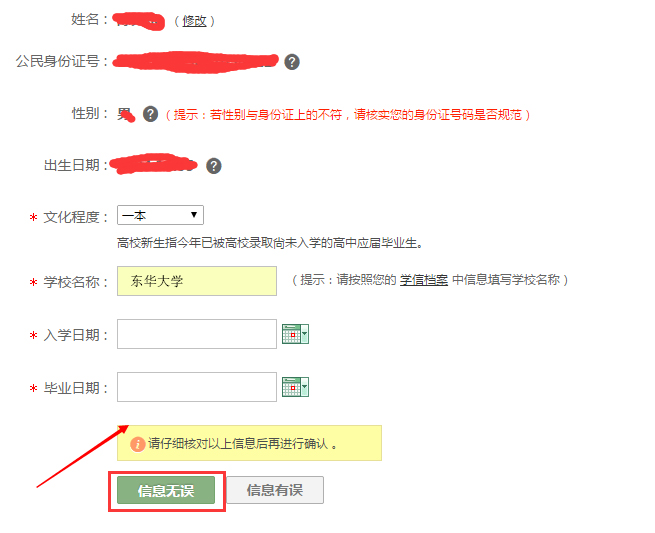 姓名： （修改）
公民身份证号： ?
性别： ? （提示：若性别与身份证上的不符，请核实您的身份证号码是否规范）
出生日期： ?
* 文化程度： 一本
高校新生指今年已被高校录取尚未入学的高中应届毕业生。
* 学校名称： 东华大学 （提示：请按照您的 学信档案 中信息填写学校名称）
* 入学日期：
* 毕业日期：
i 请仔细核对以上信息后再进行确认 。
信息无误 信息有误